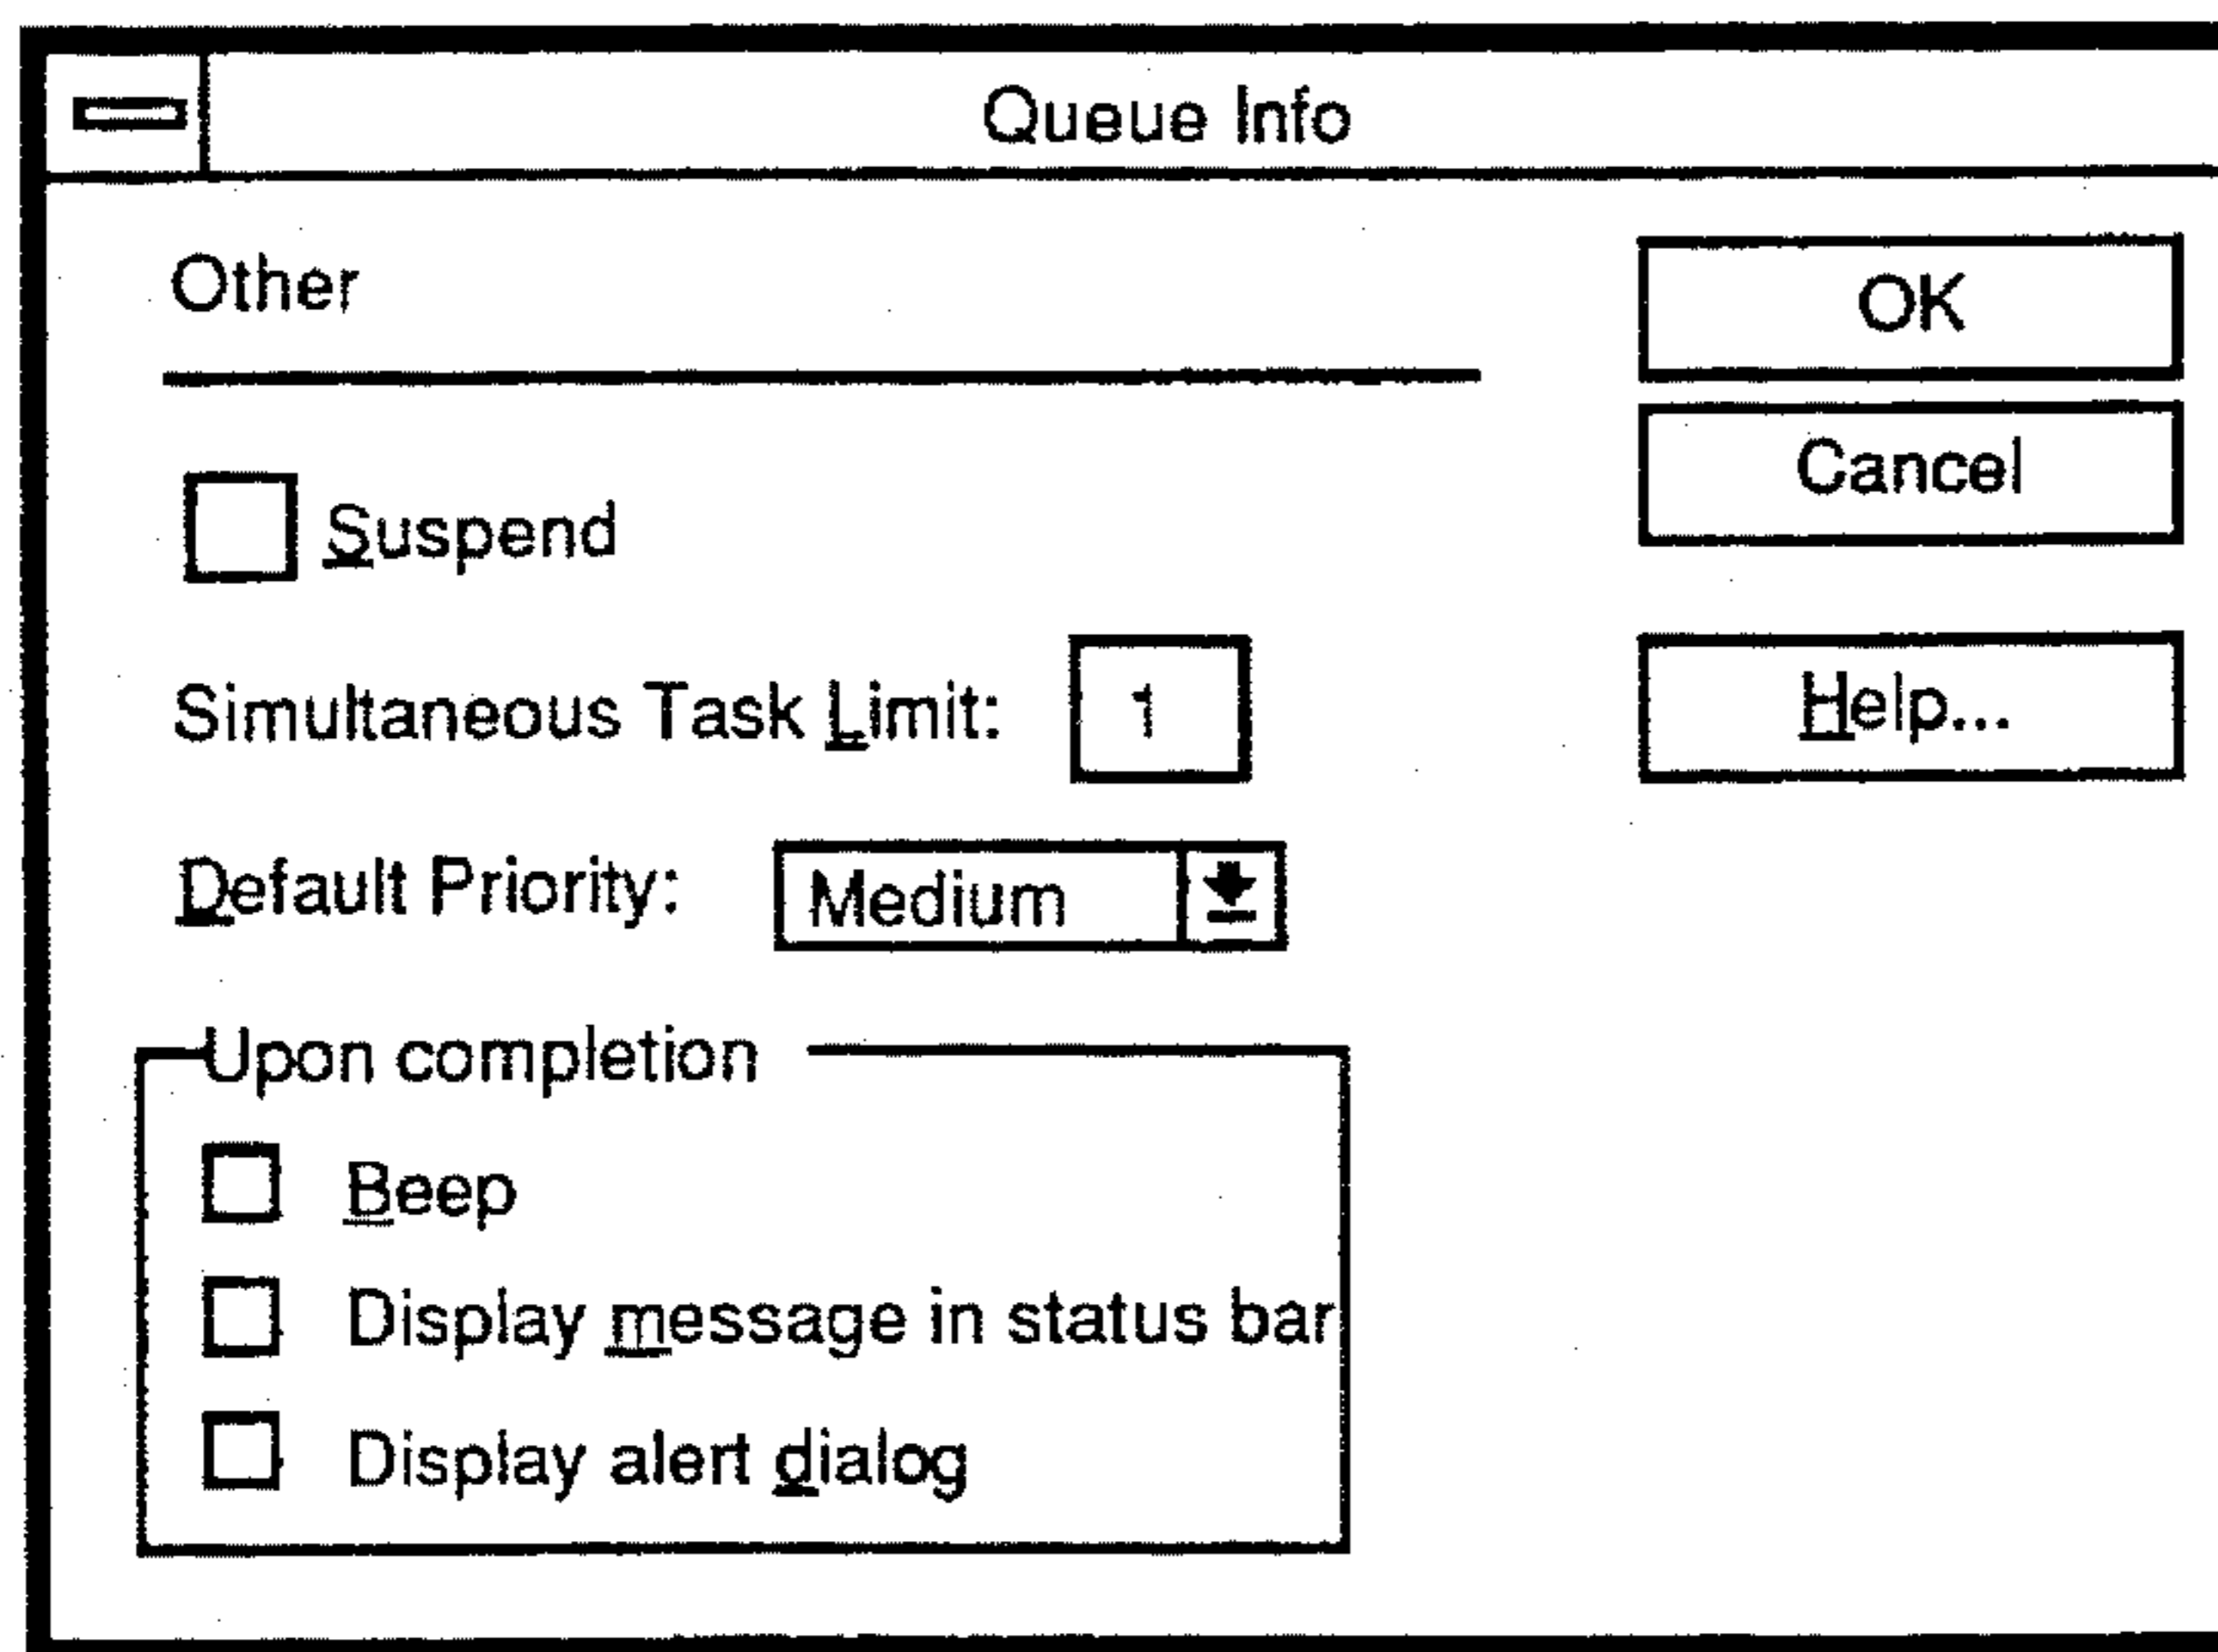 Queue Info
Other
OK
Cancel
Suspend
Simultaneous Task Limit: 1
Help...
Default Priority: Medium
Upon completion
Beep
Display message in status bar
Display alert dialog